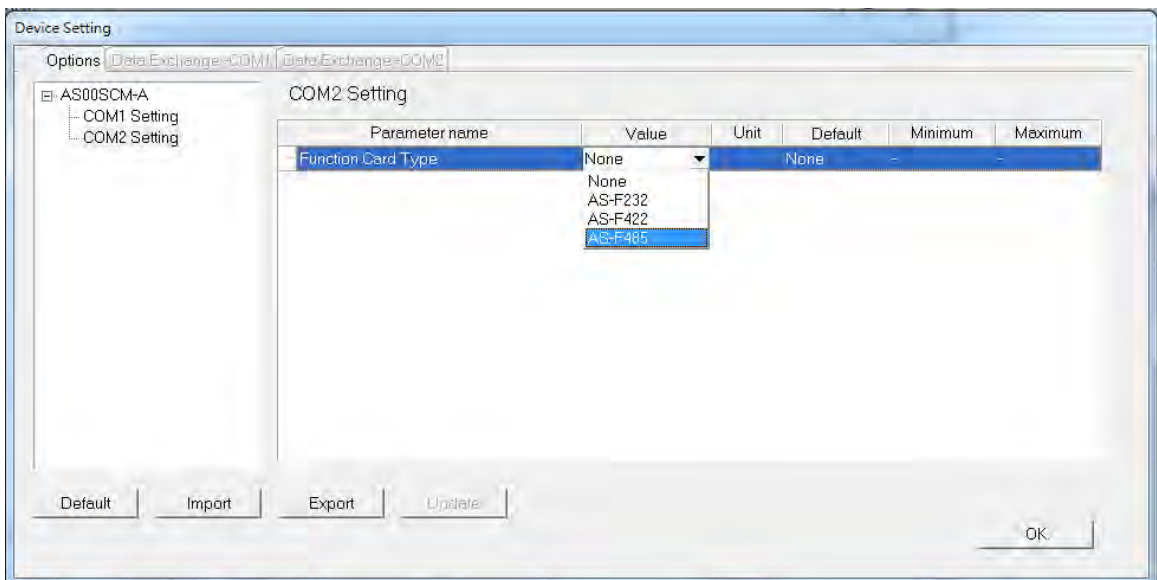 Device Setting
Options Data Exchange-COM1 Data Exchange-COM2
AS00SCM-A
COM1 Setting
COM2 Setting
COM2 Setting
Parameter name Value Unit Default Minimum Maximum
Function Card Type None None - -
None
AS-F232
AS-F422
AS-F485
Default Import Export Update
OK